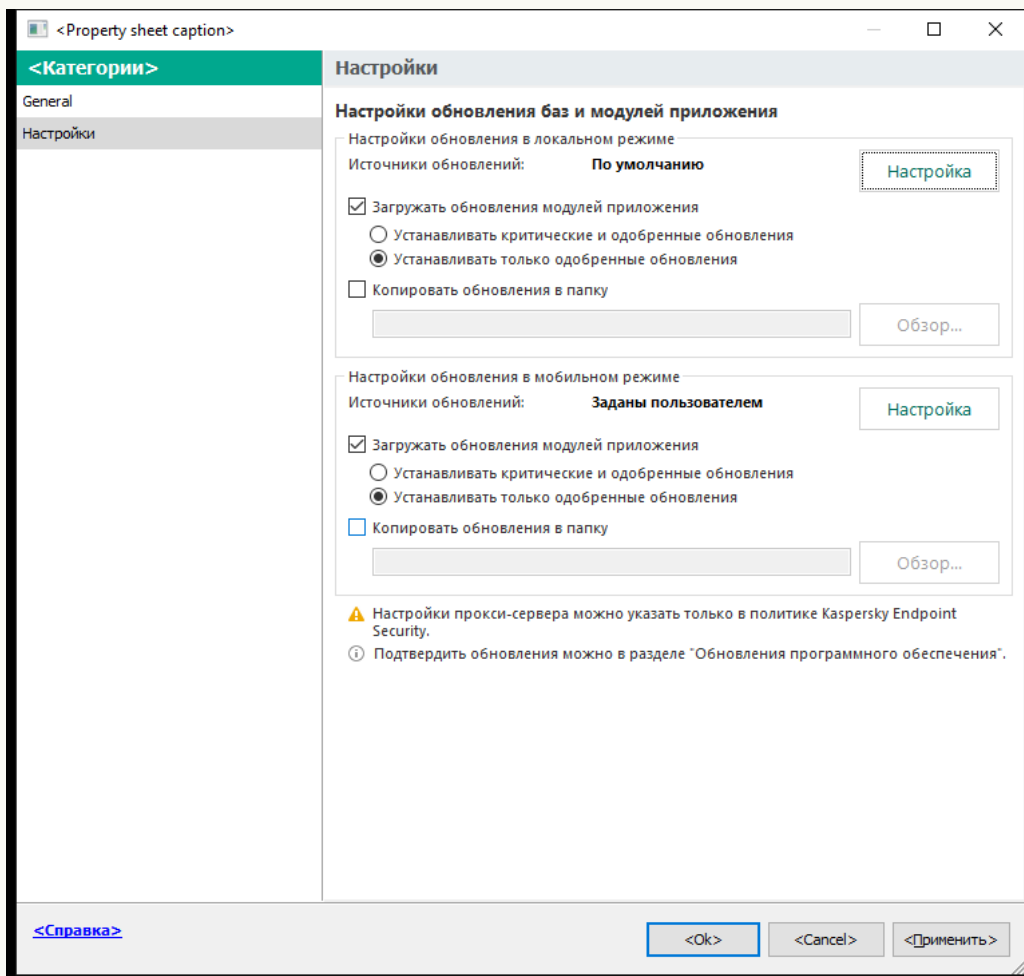 <Property sheet caption>
<Категории>
General
Настройки
Настройки
Настройки обновления баз и модулей приложения
Настройки обновления в локальном режиме
Источники обновлений: По умолчанию
Настройка
Загружать обновления модулей приложения
Устанавливать критические и одобренные обновления
Устанавливать только одобренные обновления
Копировать обновления в папку
Обзор...
Настройки обновления в мобильном режиме
Источники обновлений: Заданы пользователем
Настройка
Загружать обновления модулей приложения
Устанавливать критические и одобренные обновления
Устанавливать только одобренные обновления
Копировать обновления в папку
Обзор...
Настройки прокси-сервера можно указать только в политике Kaspersky Endpoint
Security.
Подтвердить обновления можно в разделе "Обновления программного обеспечения".
<Справка>
<Ok> <Cancel> <Применить>